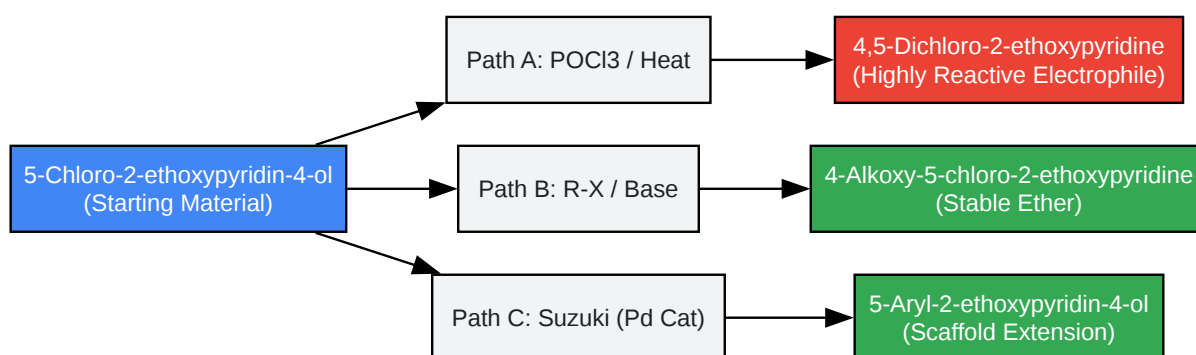 Path A: POCl3 / Heat
4,5-Dichloro-2-ethoxypyridine
(Highly Reactive Electrophile)
5-Chloro-2-ethoxypyridin-4-ol
(Starting Material)
Path B: R-X / Base
4-Alkoxy-5-chloro-2-ethoxypyridine
(Stable Ether)
Path C: Suzuki (Pd Cat)
5-Aryl-2-ethoxypyridin-4-ol
(Scaffold Extension)